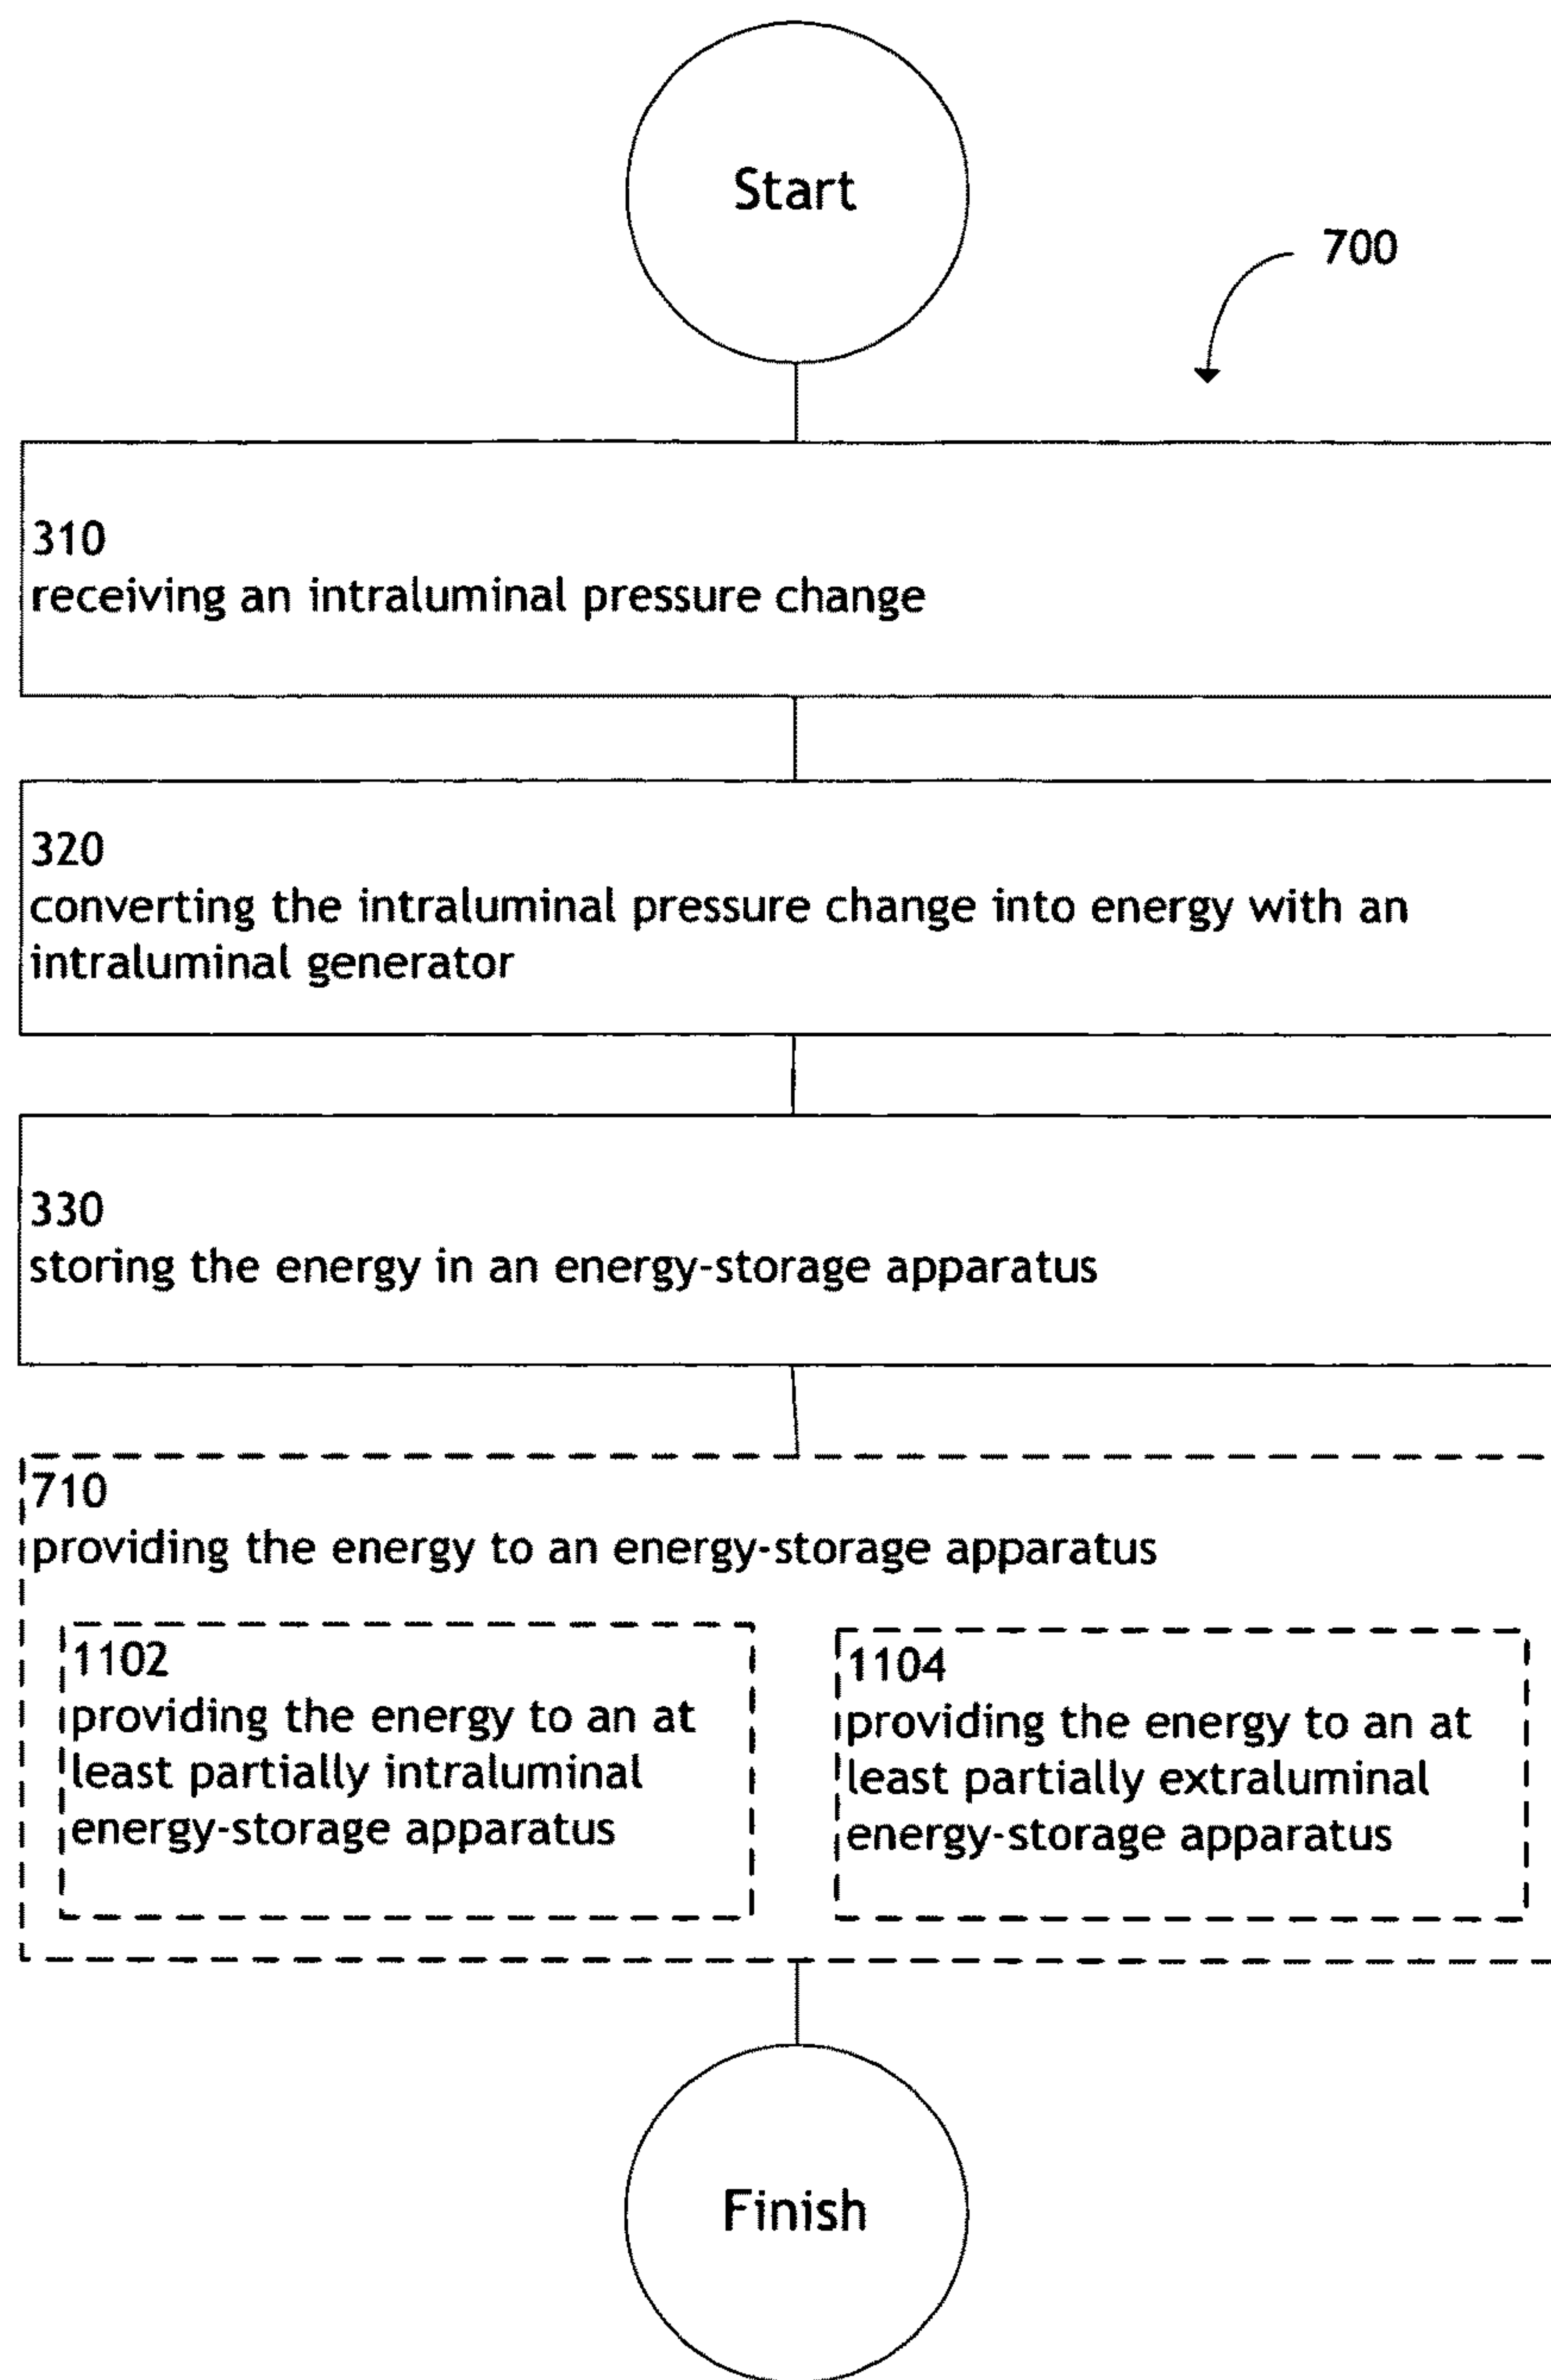 Start
700
310
receiving an intraluminal pressure change
320
converting the intraluminal pressure change into energy with an
intraluminal generator
330
storing the energy in an energy-storage apparatus
710
providing the energy to an energy-storage apparatus
1102
providing the energy to an at
least partially intraluminal
energy-storage apparatus
1104
providing the energy to an at
least partially extraluminal
energy-storage apparatus
Finish